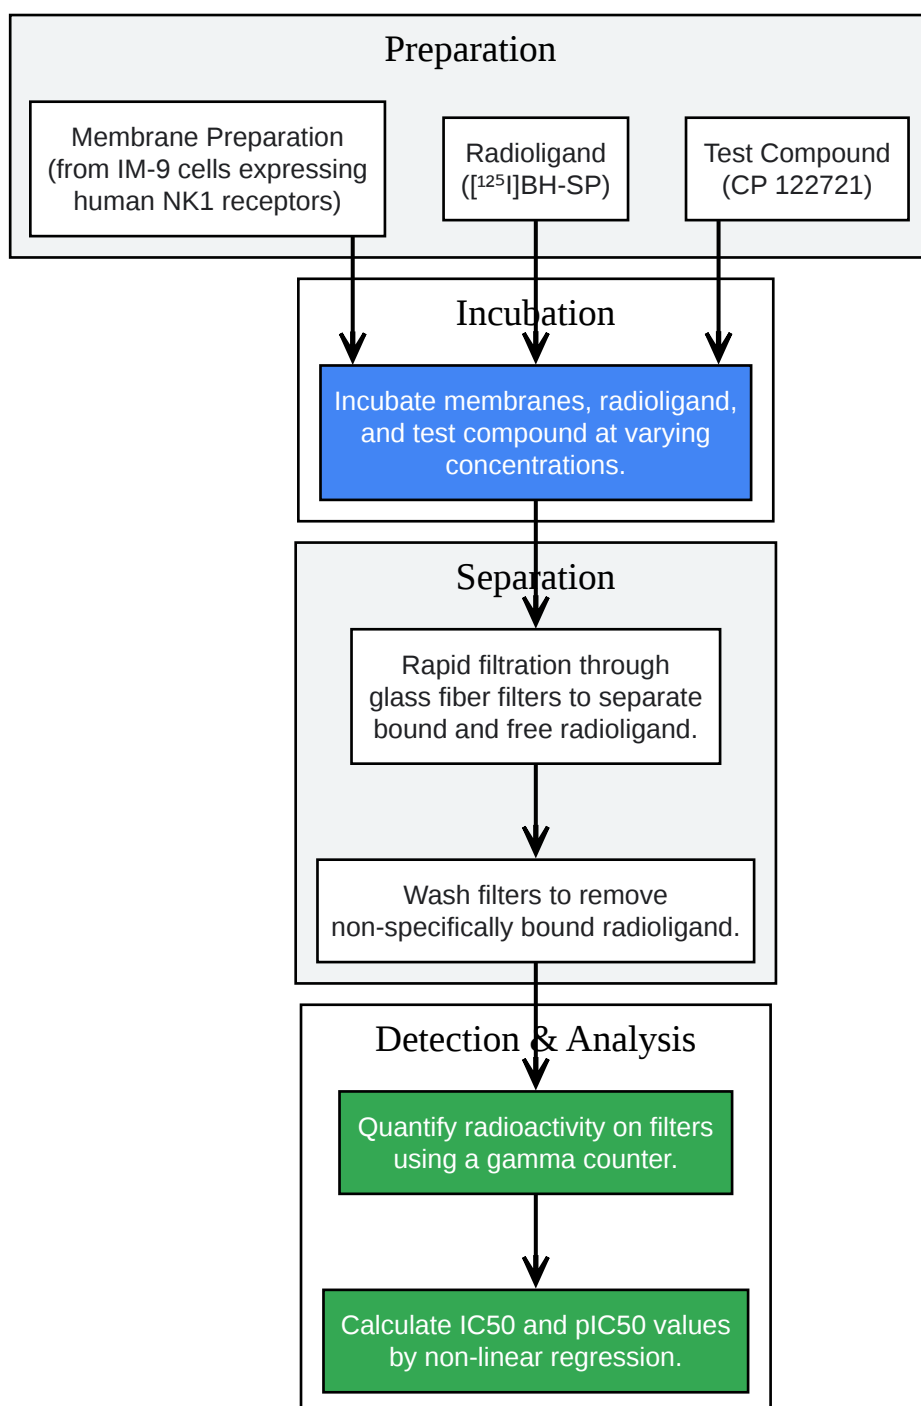 Preparation
Membrane Preparation
(from IM-9 cells expressing
human NK1 receptors)
Radioligand
([¹²⁵I]BH-SP)
Test Compound
(CP 122721)
Incubation
Incubate membranes, radioligand,
and test compound at varying
concentrations.
Separation
Rapid filtration through
glass fiber filters to separate
bound and free radioligand.
Wash filters to remove
non-specifically bound radioligand.
Detection & Analysis
Quantify radioactivity on filters
using a gamma counter.
Calculate IC50 and pIC50 values
by non-linear regression.